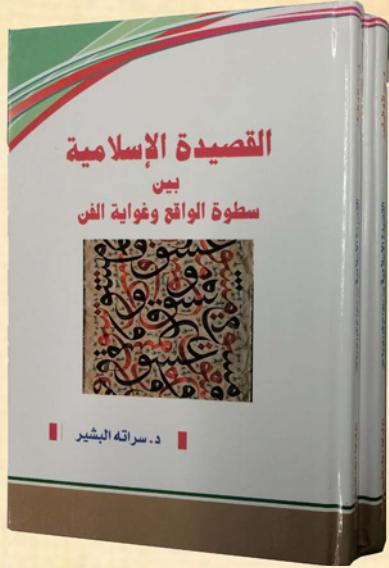 القصيدة الإسلامية
بين
سطوة الواقع وغواية الفن
د. سراته البشير